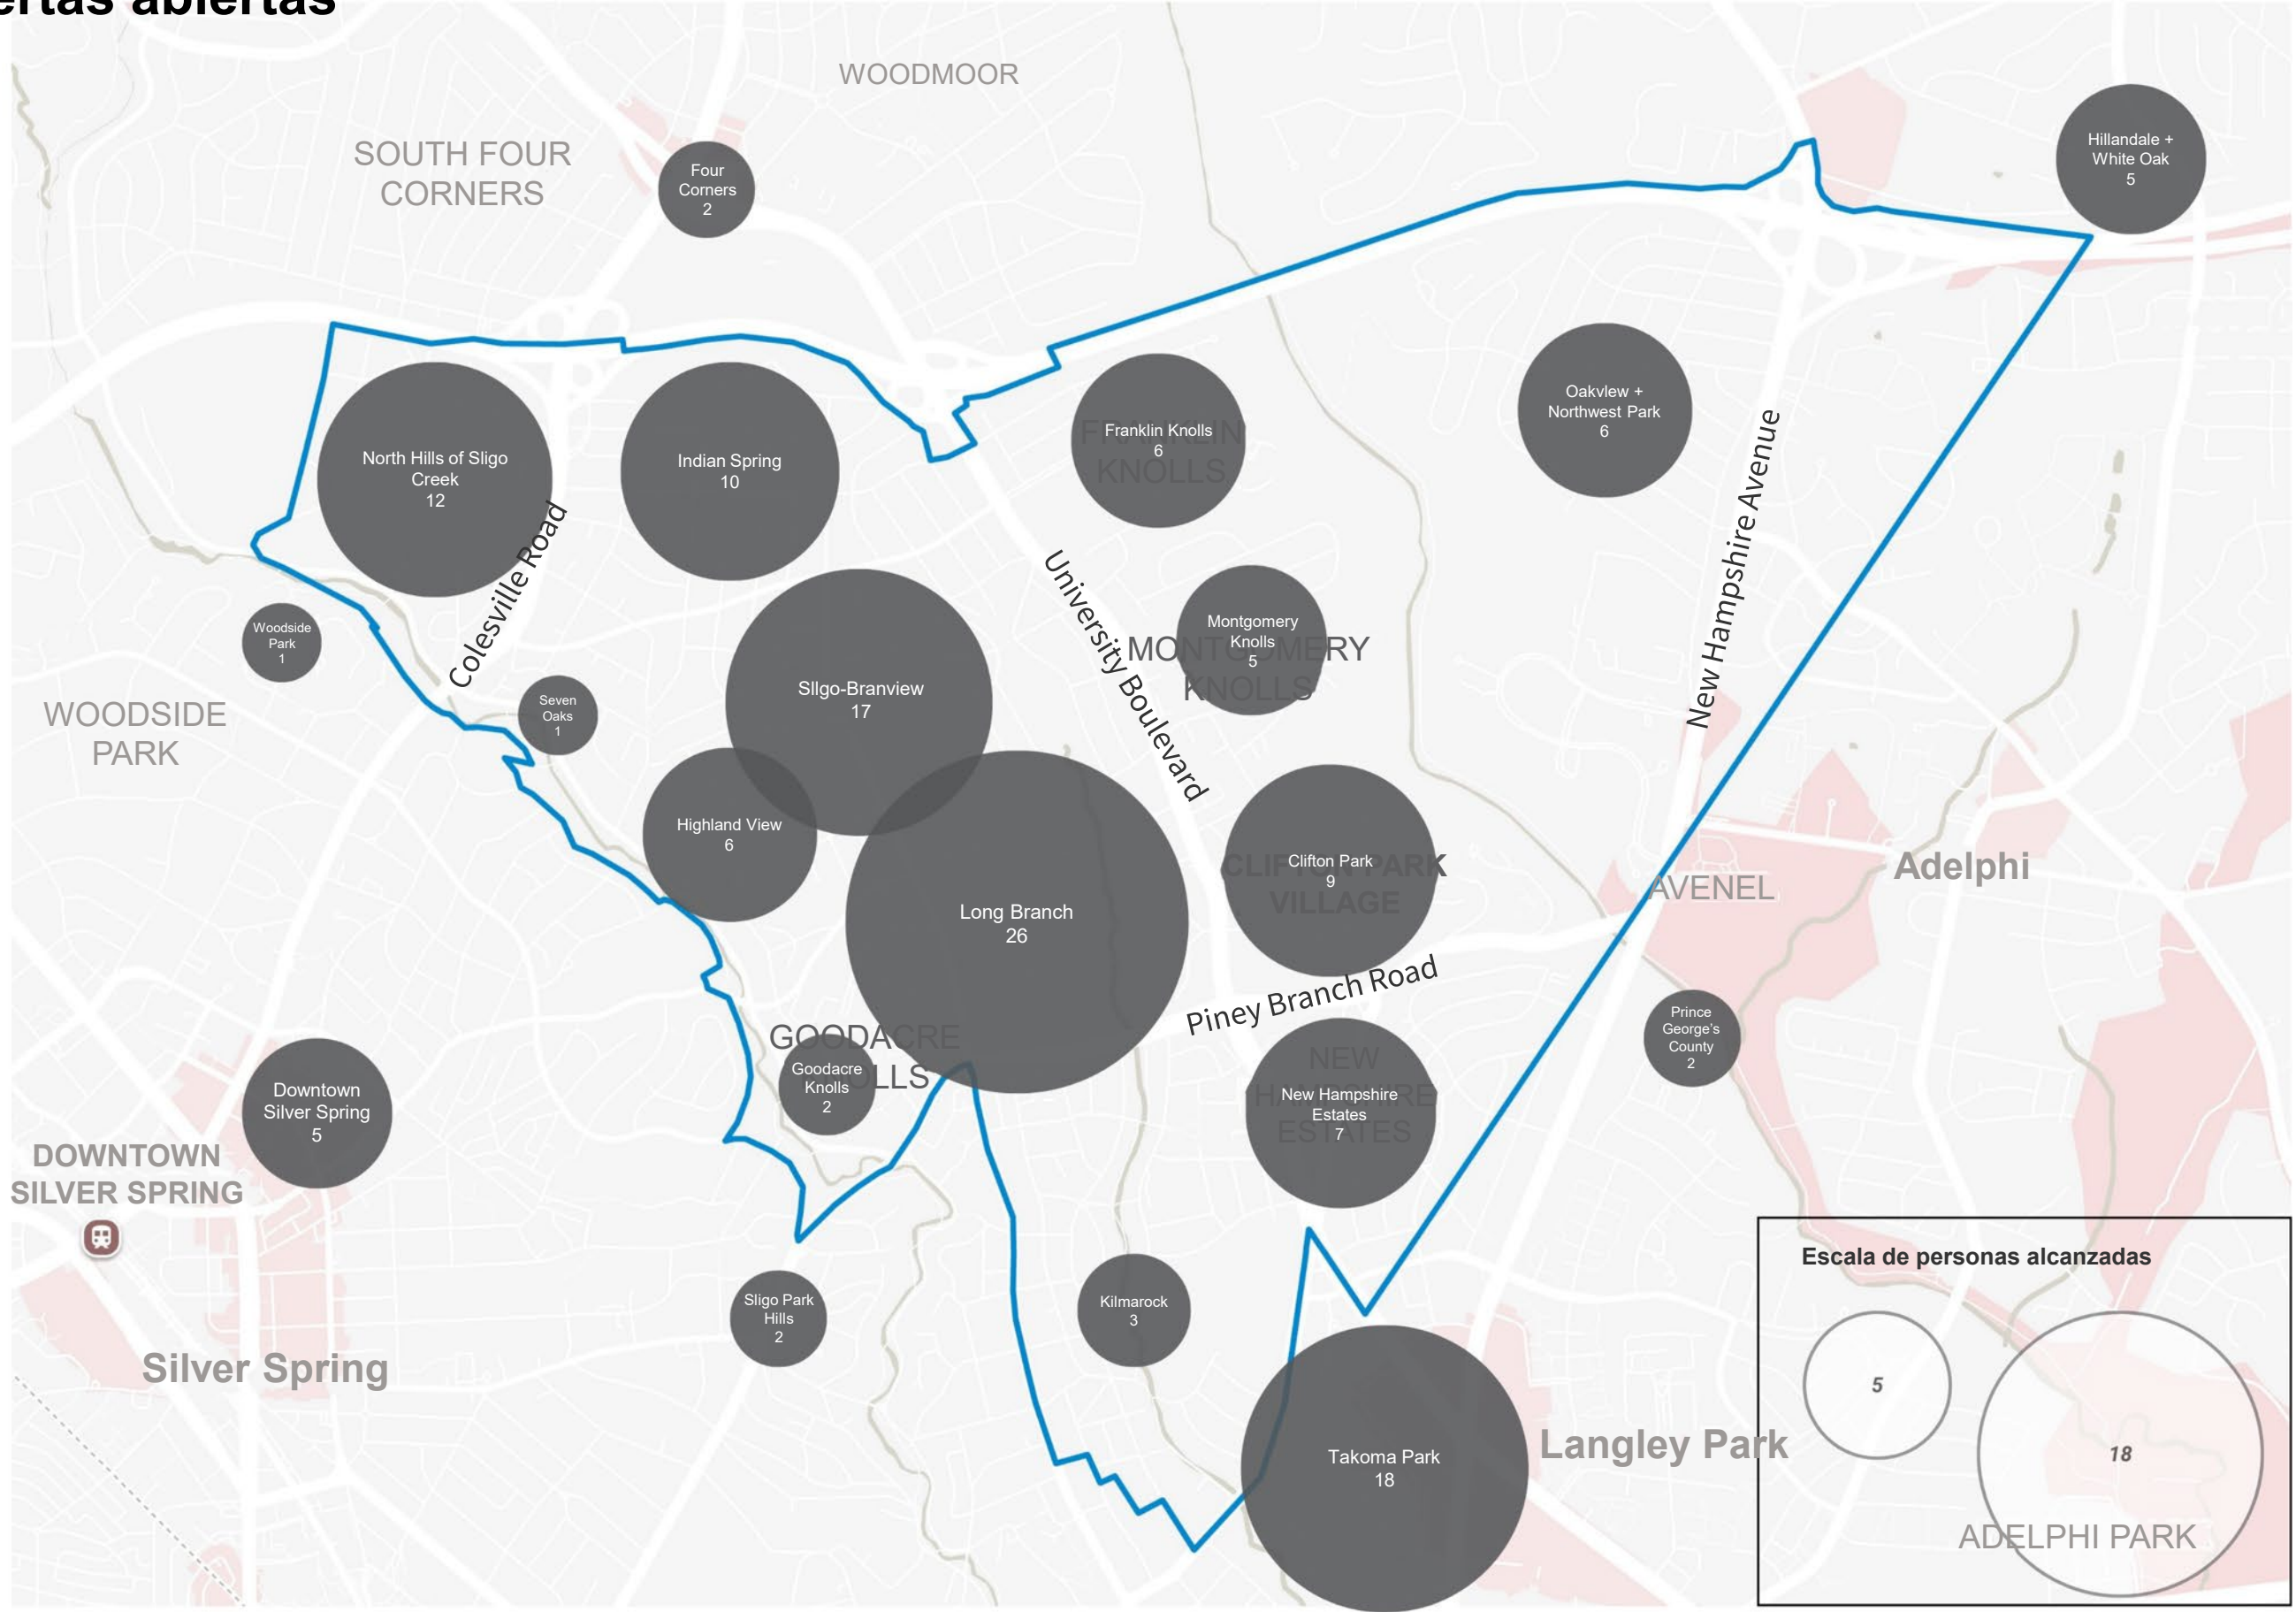 ertas abiertas
WOODMOOR
SOUTH FOUR
CORNERS
Four
Corners
2
Hillandale +
White Oak
5
North Hills of Sligo
Creek
12
Indian Spring
10
FRANKLIN
KNOLLS
Franklin Knolls
6
Oakview +
Northwest Park
6
Colesville Road
University Boulevard
New Hampshire Avenue
Woodside
Park
1
WOODSIDE
PARK
Seven
Oaks
1
SlIgo-Branview
17
MONTGOMERY
KNOLLS
Montgomery
Knolls
5
Highland View
6
Long Branch
26
CLIFTON PARK
VILLAGE
Clifton Park
9
Adelphi
AVENEL
Piney Branch Road
Prince
George's
County
2
GOODACRE
KNOLLS
Goodacre
Knolls
2
NEW
HAMPSHIRE
ESTATES
New Hampshire
Estates
7
Downtown
Silver Spring
5
DOWNTOWN
SILVER SPRING
Sligo Park
Hills
2
Kilmarock
3
Silver Spring
Takoma Park
18
Langley Park
Escala de personas alcanzadas
5
18
ADELPHI PARK